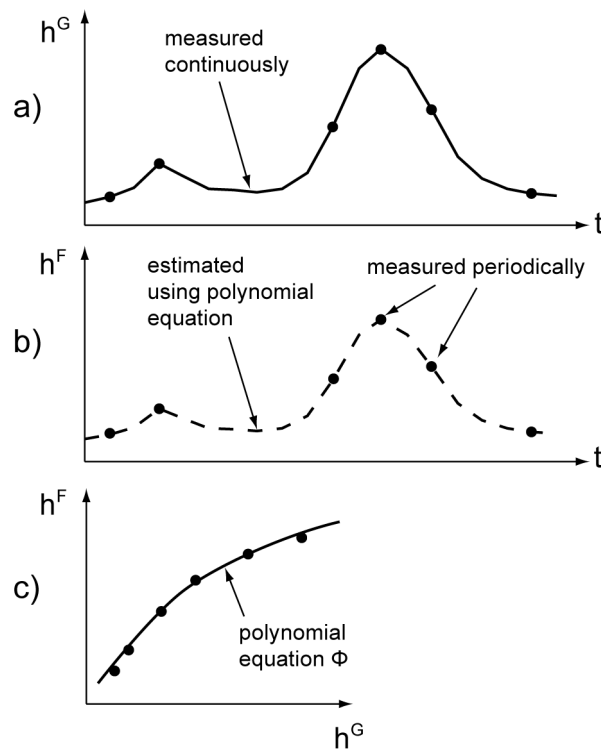 h^G
measured
continuously
a)
t
h^F
estimated
using polynomial
equation
measured periodically
b)
t
h^F
c)
polynomial
equation Φ
h^G